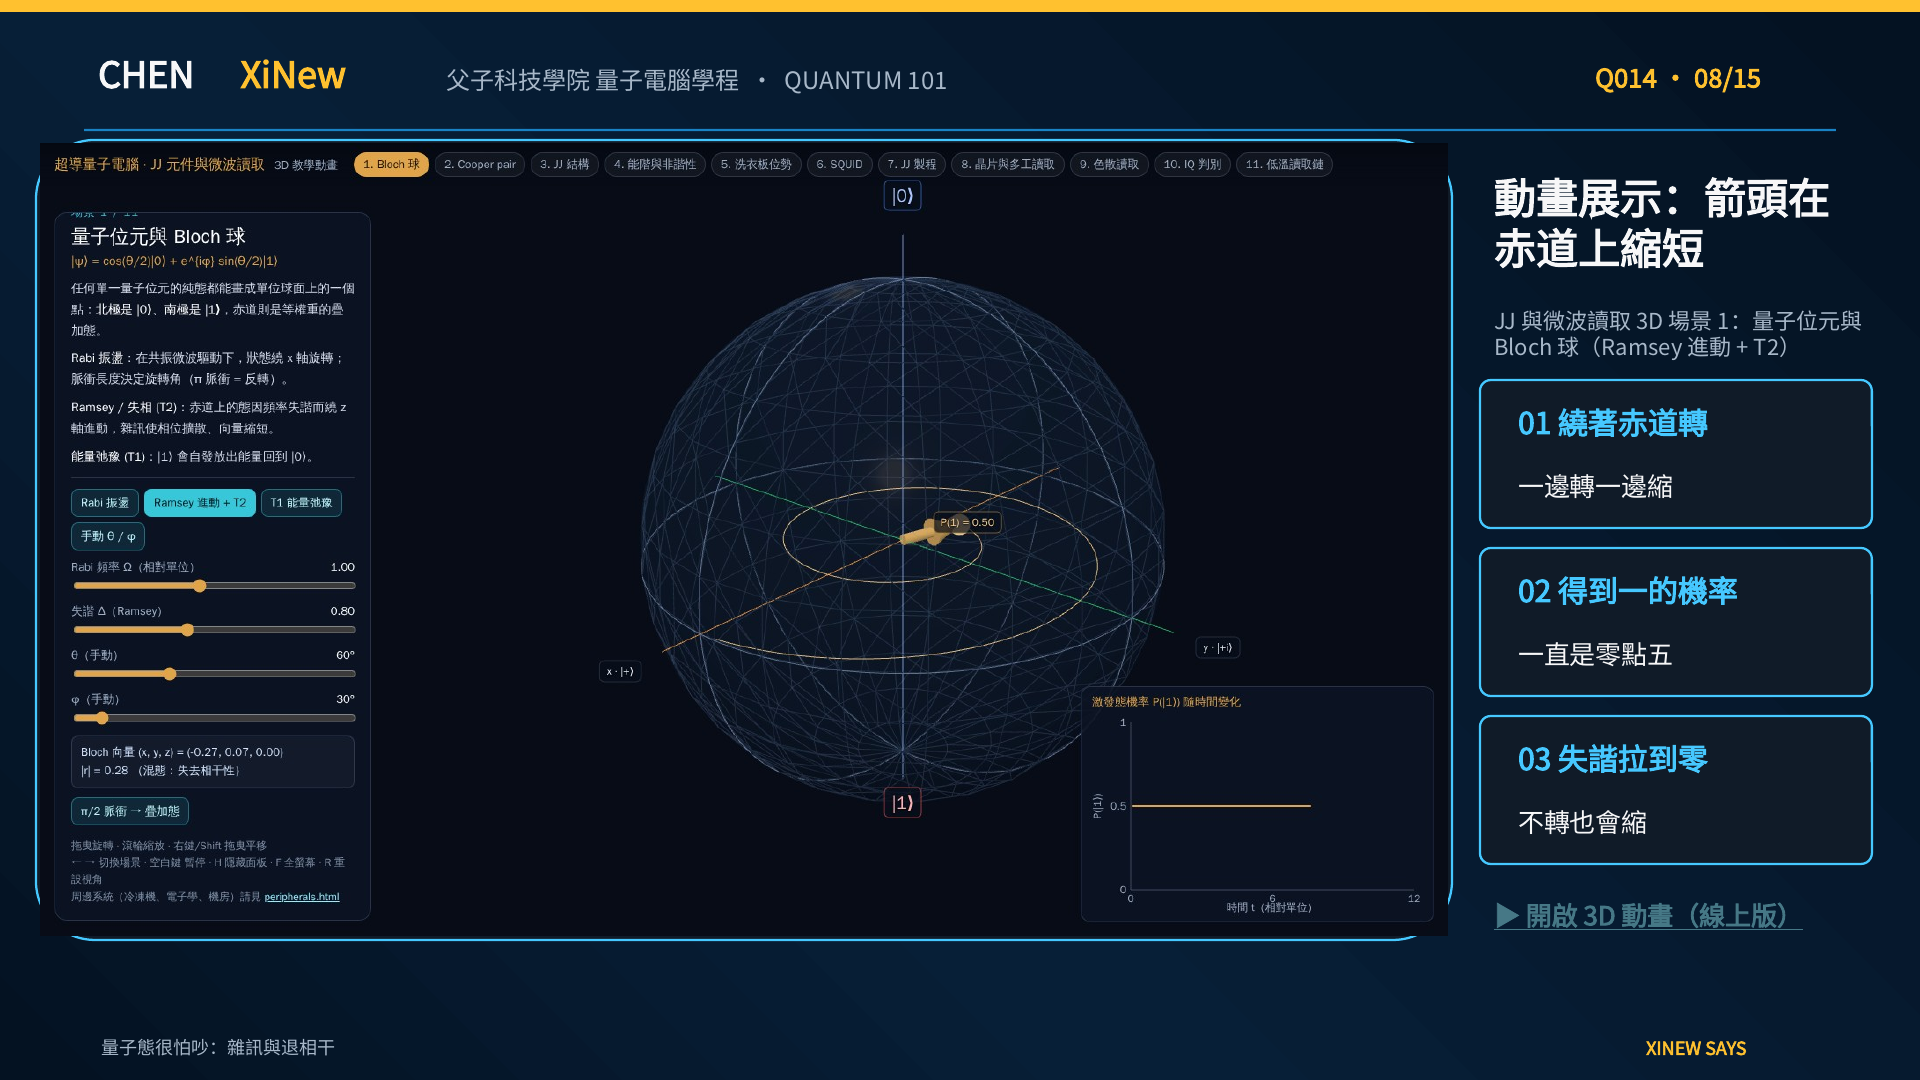 CHEN XiNew 父子科技學院 量子電腦學程 · QUANTUM 101 Q014 · 08/15
超導量子電腦 · JJ 元件與微波讀取 3D 教學動畫 1. Bloch 球 2. Cooper pair 3. JJ 結構 4. 能階與非諧性 5. 洗衣板位勢 6. SQUID 7. JJ 製程 8. 晶片與多工讀取 9. 色散讀取 10. IQ 判別 11. 低溫讀取鏈
|0⟩
場景 1 / 11
量子位元與 Bloch 球
|ψ⟩ = cos(θ/2)|0⟩ + e^{iφ} sin(θ/2)|1⟩
任何單一量子位元的純態都能畫成單位球面上的一個
點：北極是 |0⟩、南極是 |1⟩，赤道則是等權重的疊
加態。
Rabi 振盪：在共振微波驅動下，狀態繞 x 軸旋轉；
脈衝長度決定旋轉角（π 脈衝 = 反轉）。
Ramsey / 失相 (T2)：赤道上的態因頻率失諧而繞 z
軸進動，雜訊使相位擴散、向量縮短。
能量弛豫 (T1)：|1⟩ 會自發放出能量回到 |0⟩。
Rabi 振盪 Ramsey 進動 + T2 T1 能量弛豫
手動 θ / φ
Rabi 頻率 Ω（相對單位） 1.00
失諧 Δ（Ramsey） 0.80
θ（手動） 60°
φ（手動） 30°
Bloch 向量 (x, y, z) = (-0.27, 0.07, 0.00)
|r| = 0.28 （混態：失去相干性）
π/2 脈衝 → 疊加態
拖曳旋轉 · 滾輪縮放 · 右鍵/Shift 拖曳平移
←→ 切換場景 · 空白鍵 暫停 · H 隱藏面板 · F 全螢幕 · R 重
設視角
周邊系統（冷凍機、電子學、機房）請見 peripherals.html
P(1) = 0.50
x · |+⟩
y · |+i⟩
|1⟩
激發態機率 P(|1⟩) 隨時間變化
1
0.5
0
P(|1⟩)
0 6 12
時間 t（相對單位）
動畫展示：箭頭在
赤道上縮短
JJ 與微波讀取 3D 場景 1：量子位元與
Bloch 球（Ramsey 進動 + T2）
01 繞著赤道轉
一邊轉一邊縮
02 得到一的機率
一直是零點五
03 失諧拉到零
不轉也會縮
▶ 開啟 3D 動畫（線上版）
量子態很怕吵：雜訊與退相干
XINEW SAYS